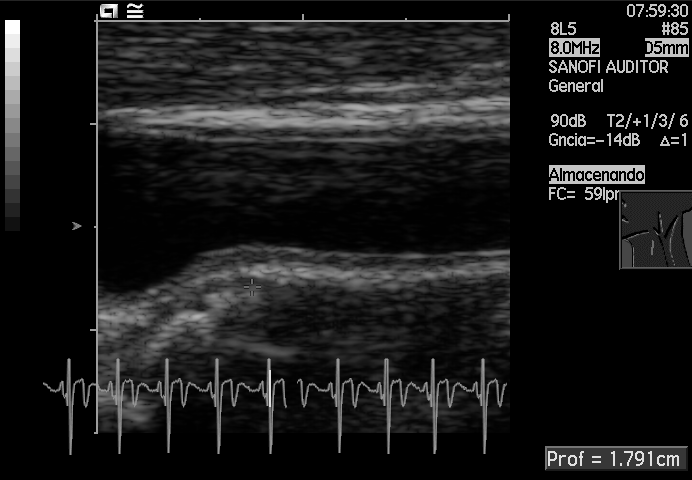 07:59:30
8L5 #85
8.0MHz D5mm
SANOFI AUDITOR
General
90dB T2/+1/3/ 6
Gncia=-14dB Δ=1
Almacenando
FC= 59lpm
Prof = 1.791cm